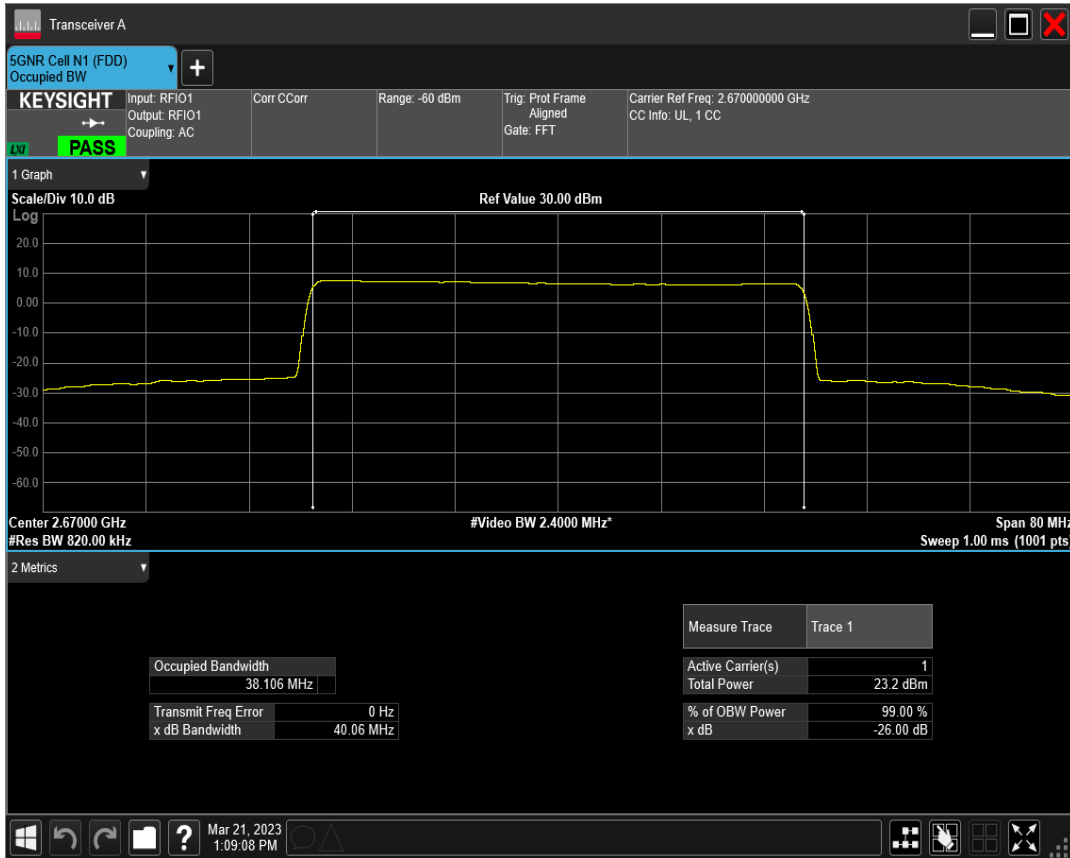 Transceiver A
5GNR Cell N1 (FDD)
Occupied BW
+
KEYSIGHT
LXI
PASS
Input: RFIO1
Output: RFIO1
Coupling: AC
Corr CCorr
Range: -60 dBm
Trig: Prot Frame
Aligned
Gate: FFT
Carrier Ref Freq: 2.670000000 GHz
CC Info: UL, 1 CC
1 Graph
Scale/Div 10.0 dB
Ref Value 30.00 dBm
Log
20.0
10.0
0.00
-10.0
-20.0
-30.0
-40.0
-50.0
-60.0
Center 2.67000 GHz
#Video BW 2.4000 MHz*
Span 80 MHz
#Res BW 820.00 kHz
Sweep 1.00 ms (1001 pts)
2 Metrics
Measure Trace Trace 1
Occupied Bandwidth
38.106 MHz
Active Carrier(s) 1
Total Power 23.2 dBm
Transmit Freq Error 0 Hz
x dB Bandwidth 40.06 MHz
% of OBW Power 99.00 %
x dB -26.00 dB
?
Mar 21, 2023
1:09:08 PM